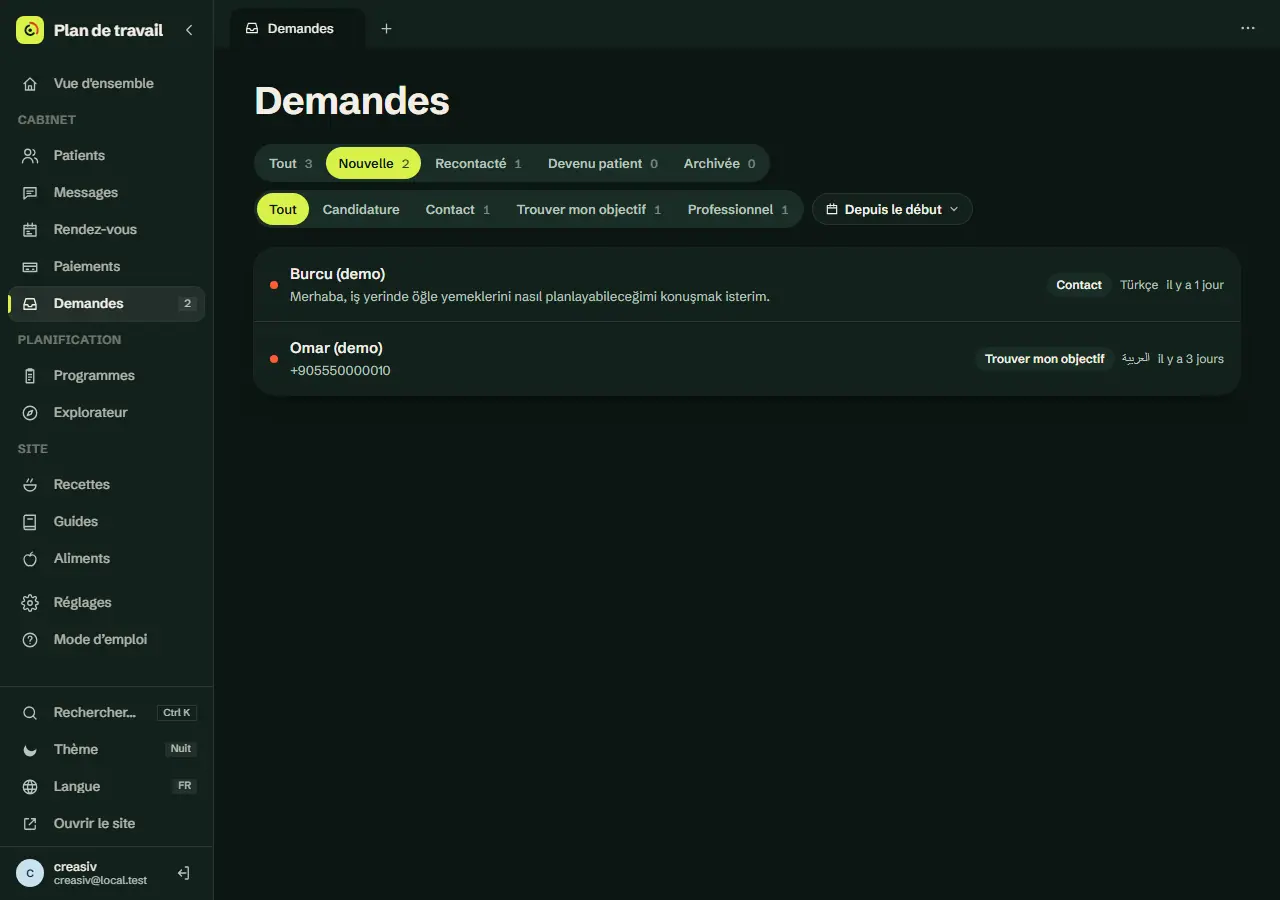 Plan de travail
Vue d'ensemble
CABINET
Patients
Messages
Rendez-vous
Paiements
Demandes 2
PLANIFICATION
Programmes
Explorateur
SITE
Recettes
Guides
Aliments
Réglages
Mode d'emploi
Rechercher... Ctrl K
Thème Nuit
Langue FR
Ouvrir le site
C
creasiv
creasiv@local.test
Demandes
Demandes
Tout 3 Nouvelle 2 Recontacté 1 Devenu patient 0 Archivée 0
Tout Candidature Contact 1 Trouver mon objectif 1 Professionnel 1 Depuis le début
Burcu (demo)
Merhaba, iş yerinde öğle yemeklerini nasıl planlayabileceğimi konuşmak isterim.
Contact Türkçe il y a 1 jour
Omar (demo)
+905550000010
Trouver mon objectif العربية il y a 3 jours